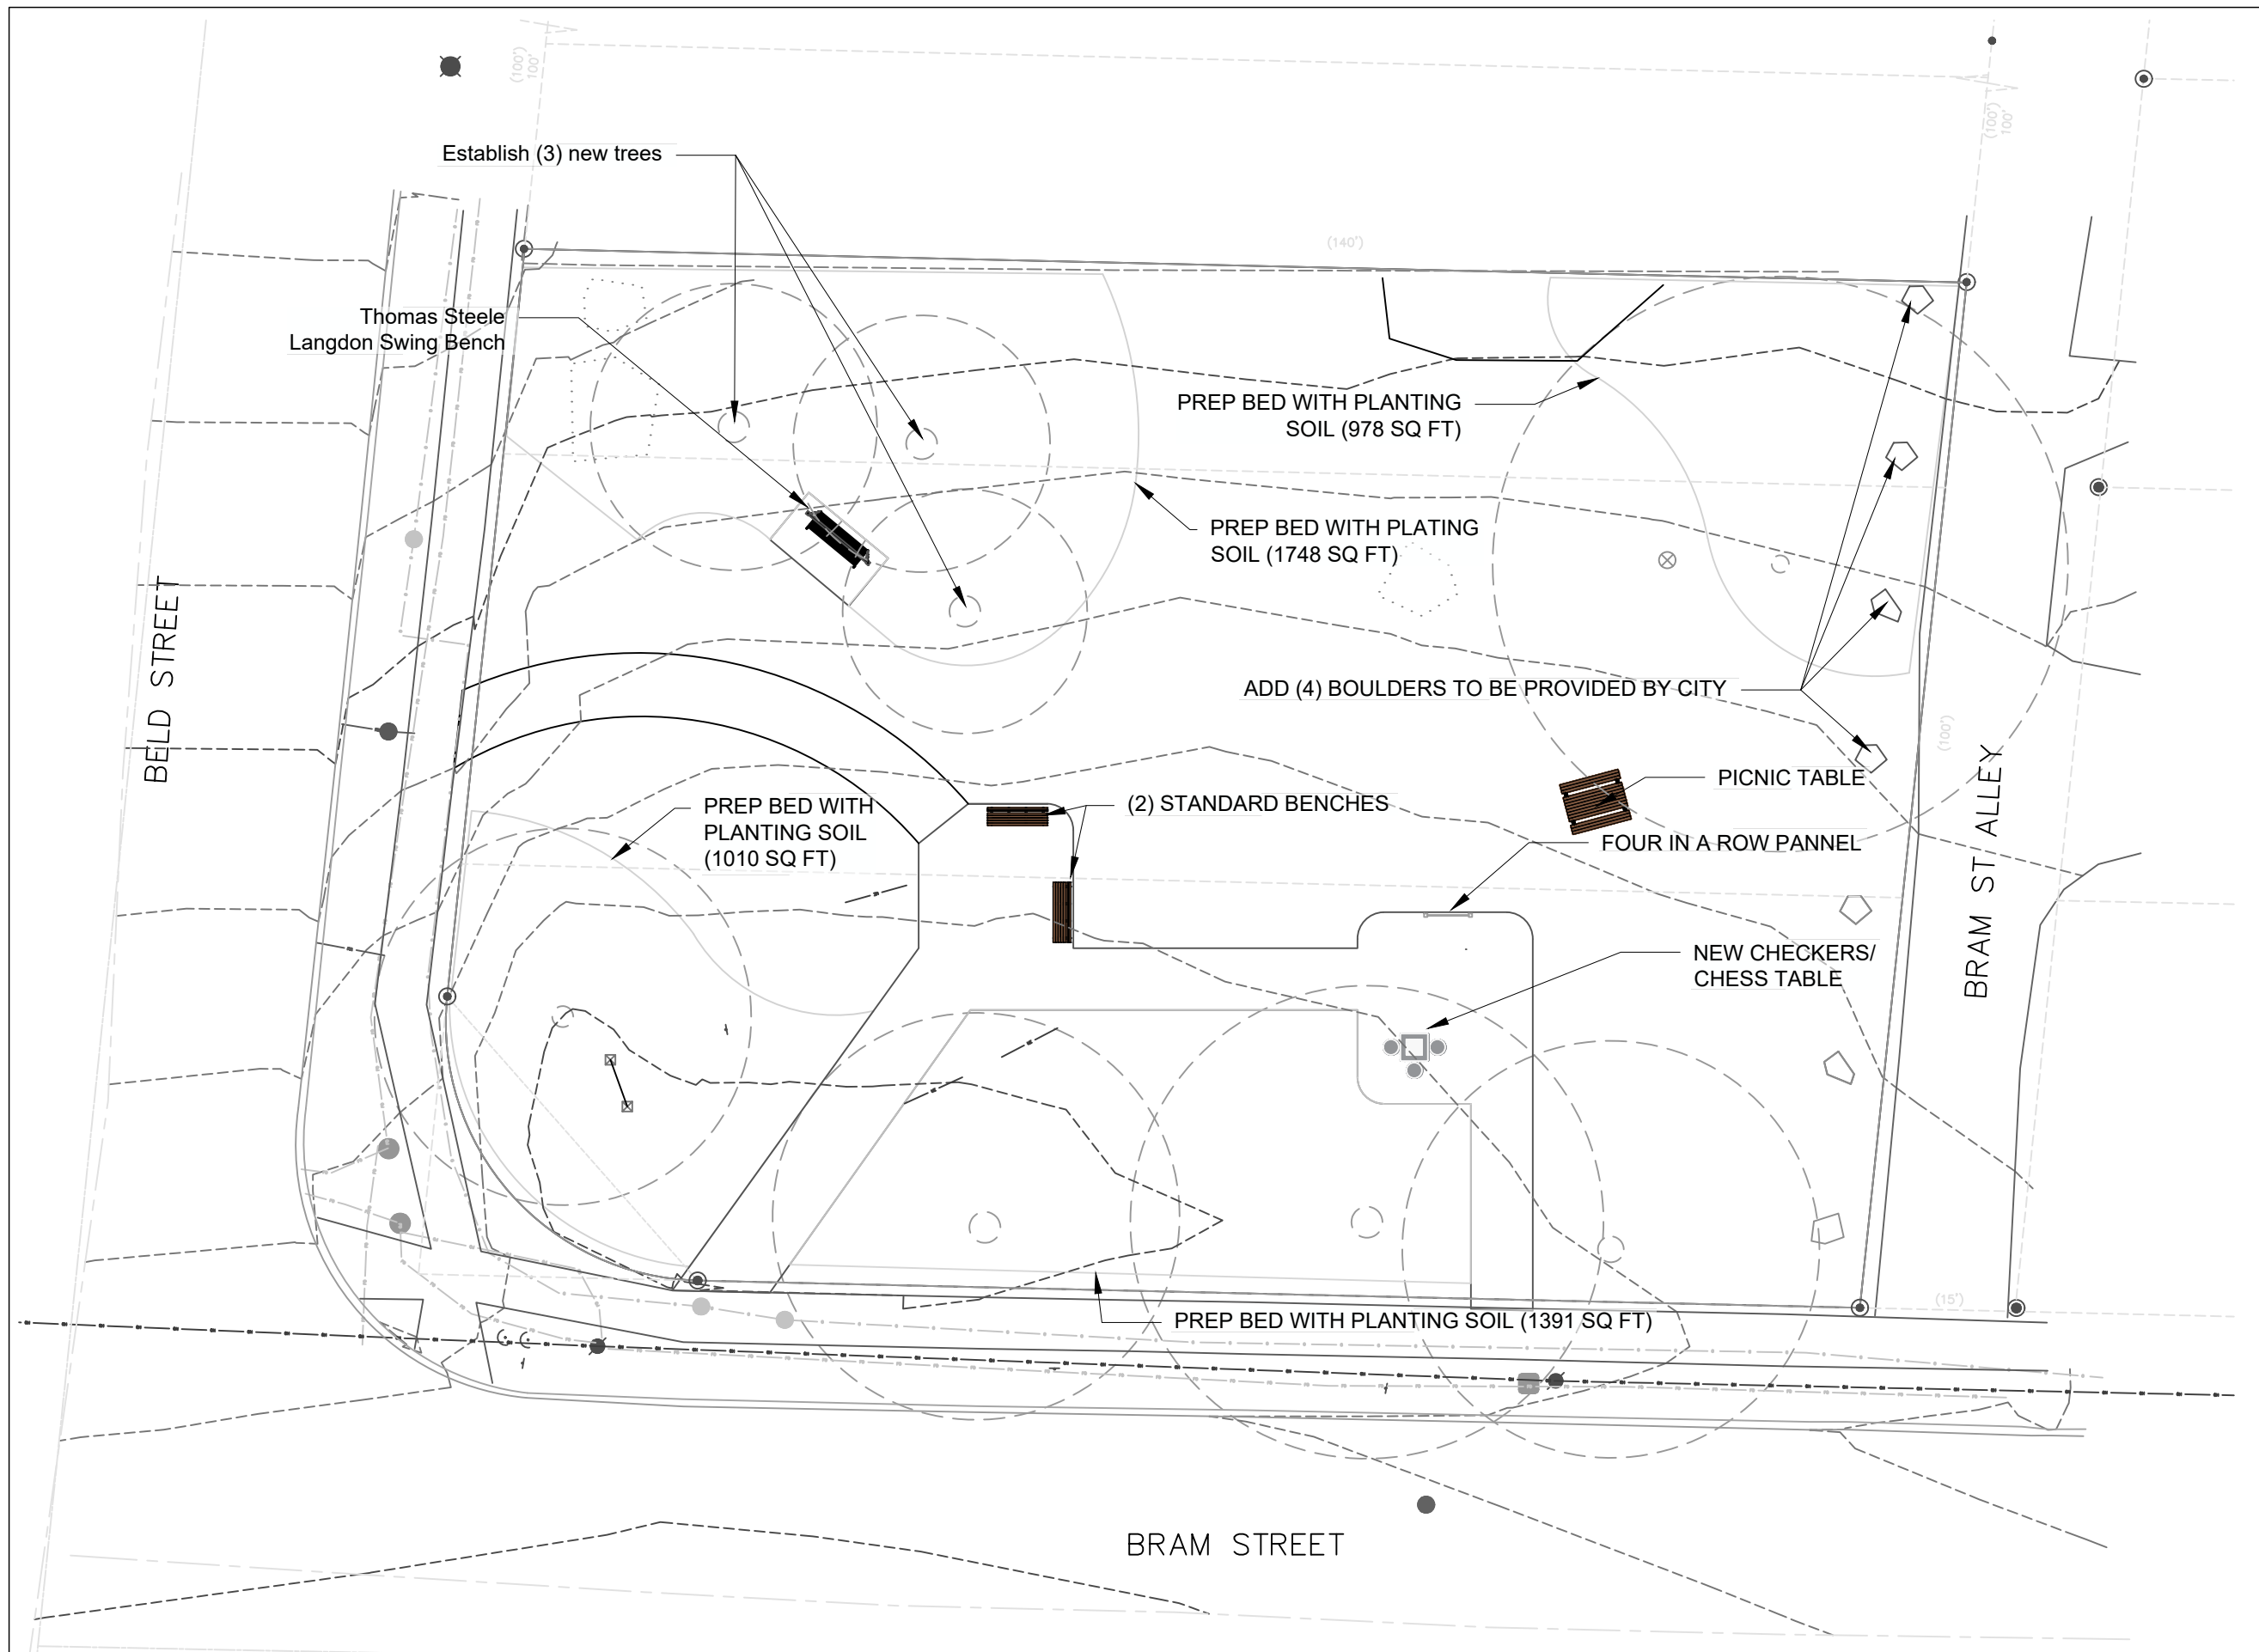 (100')
100'
(100')
100'
Establish (3) new trees
(140')
Thomas Steele
Langdon Swing Bench
PREP BED WITH PLANTING
SOIL (978 SQ FT)
PREP BED WITH PLATING
SOIL (1748 SQ FT)
BELD STREET
ADD (4) BOULDERS TO BE PROVIDED BY CITY
(100')
BRAM ST ALLEY
PICNIC TABLE
PREP BED WITH
PLANTING SOIL
(1010 SQ FT)
(2) STANDARD BENCHES
FOUR IN A ROW PANNEL
NEW CHECKERS/
CHESS TABLE
(15')
PREP BED WITH PLANTING SOIL (1391 SQ FT)
BRAM STREET